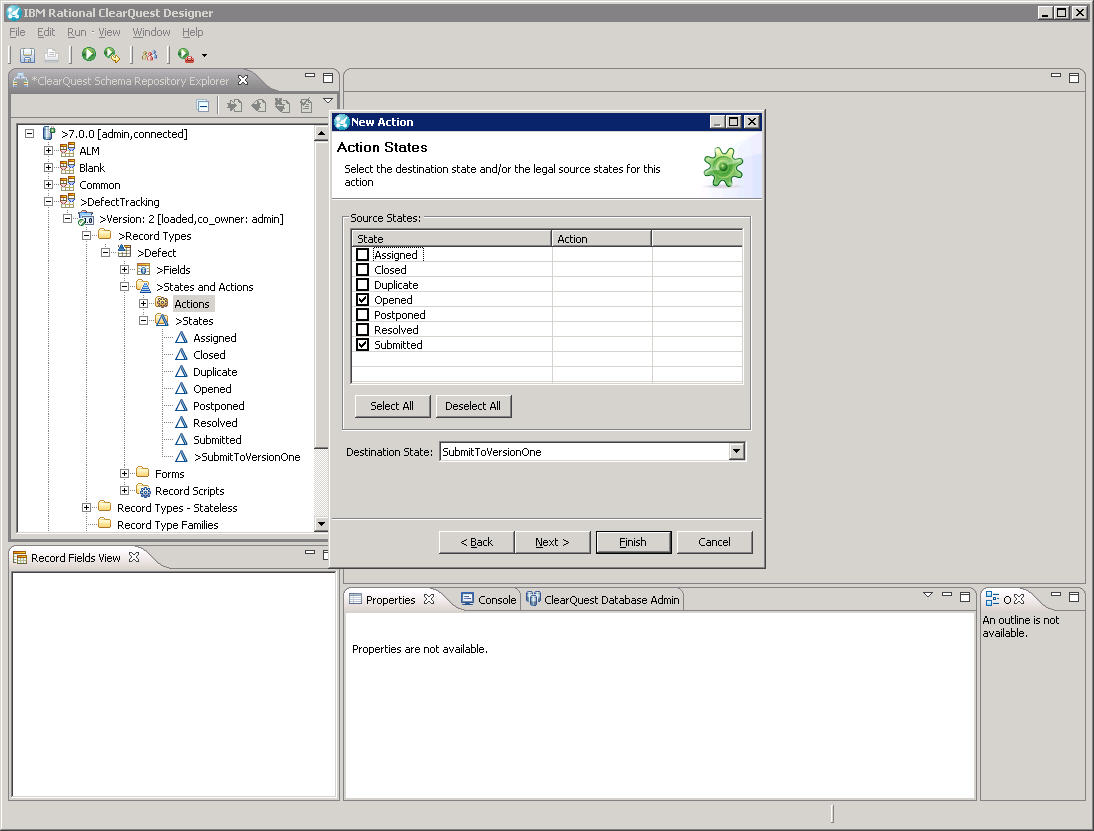 IBM Rational ClearQuest Designer
File Edit Run View Window Help
*ClearQuest Schema Repository Explorer
>7.0.0 [admin,connected]
ALM
Blank
Common
>DefectTracking
>Version: 2 [loaded,co_owner: admin]
>Record Types
>Defect
>Fields
>States and Actions
Actions
>States
Assigned
Closed
Duplicate
Opened
Postponed
Resolved
Submitted
>SubmitToVersionOne
Forms
Record Scripts
Record Types - Stateless
Record Type Families
New Action
Action States
Select the destination state and/or the legal source states for this
action
Source States:
State Action
Assigned
Closed
Duplicate
Opened
Postponed
Resolved
Submitted
Select All Deselect All
Destination State: SubmitToVersionOne
< Back Next > Finish Cancel
Record Fields View
Properties Console ClearQuest Database Admin
Properties are not available.
O
An outline is not
available.